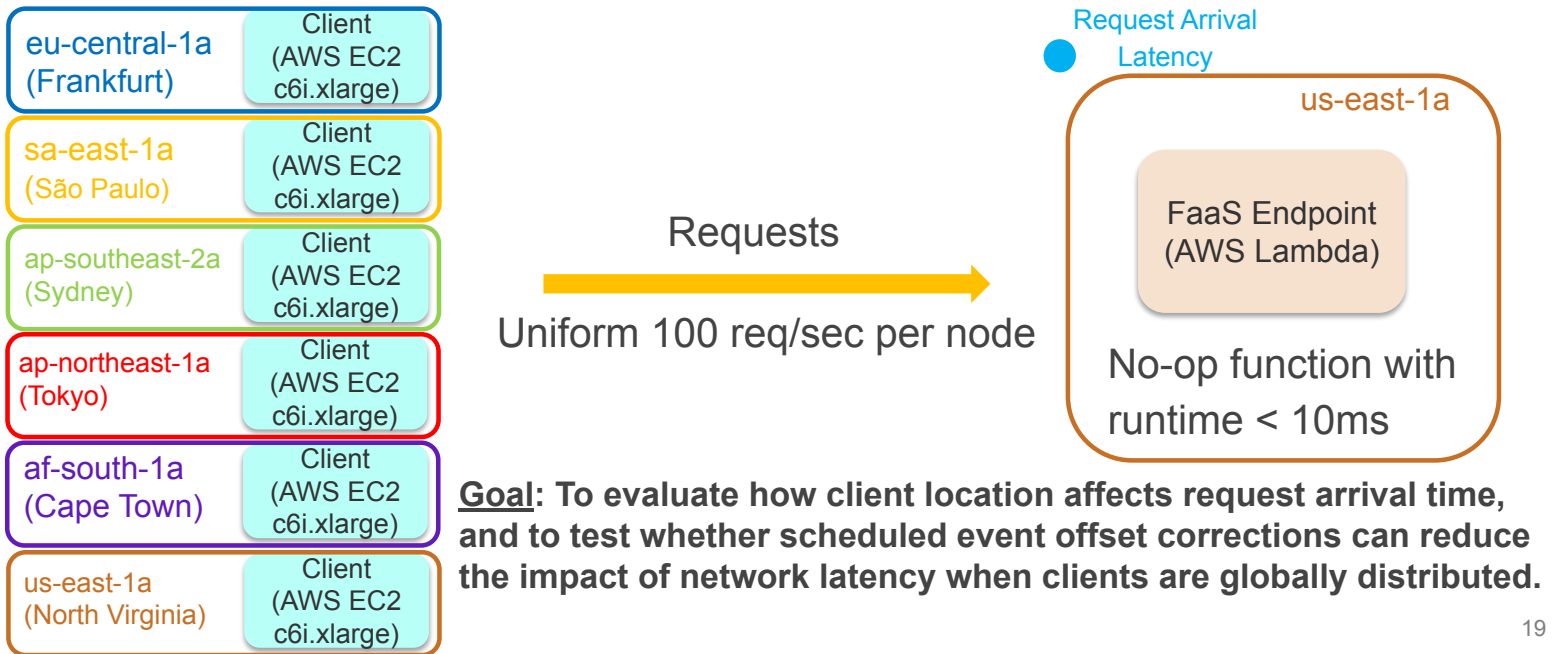 eu-central-1a
(Frankfurt)
Client
(AWS EC2
c6i.xlarge)
sa-east-1a
(São Paulo)
Client
(AWS EC2
c6i.xlarge)
ap-southeast-2a
(Sydney)
Client
(AWS EC2
c6i.xlarge)
ap-northeast-1a
(Tokyo)
Client
(AWS EC2
c6i.xlarge)
af-south-1a
(Cape Town)
Client
(AWS EC2
c6i.xlarge)
us-east-1a
(North Virginia)
Client
(AWS EC2
c6i.xlarge)
Requests
Uniform 100 req/sec per node
Request Arrival
Latency
us-east-1a
FaaS Endpoint
(AWS Lambda)
No-op function with
runtime < 10ms
Goal: To evaluate how client location affects request arrival time,
and to test whether scheduled event offset corrections can reduce
the impact of network latency when clients are globally distributed.
19